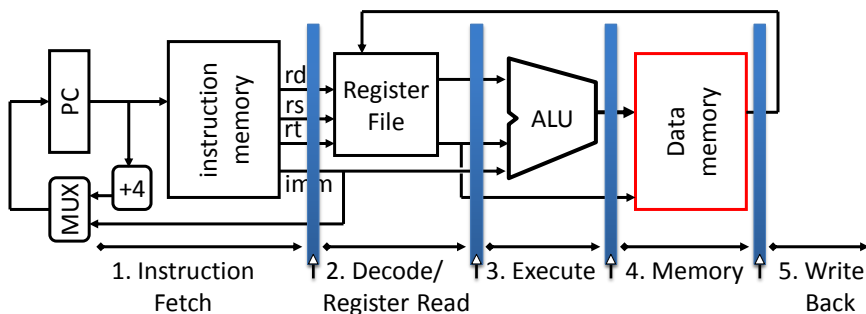 PC
MUX
+4
instruction
memory
rd
rs
rt
imm
Register
File
ALU
Data
memory
1. Instruction
Fetch
2. Decode/
Register Read
3. Execute
4. Memory
5. Write
Back